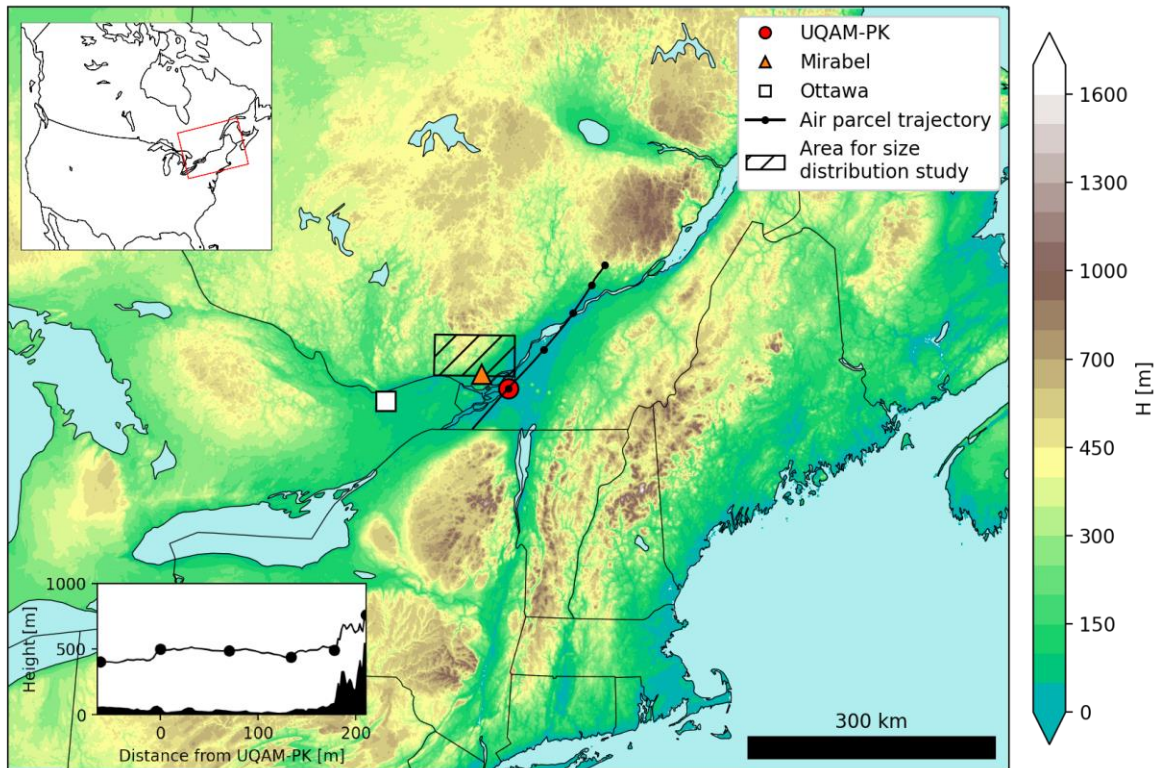 UQAM-PK
Mirabel
Ottawa
Air parcel trajectory
Area for size
distribution study
1600
1300
1000
700
450
300
150
0
H [m]
1000
500
0
Height [m]
0
100
200
Distance from UQAM-PK [m]
300 km